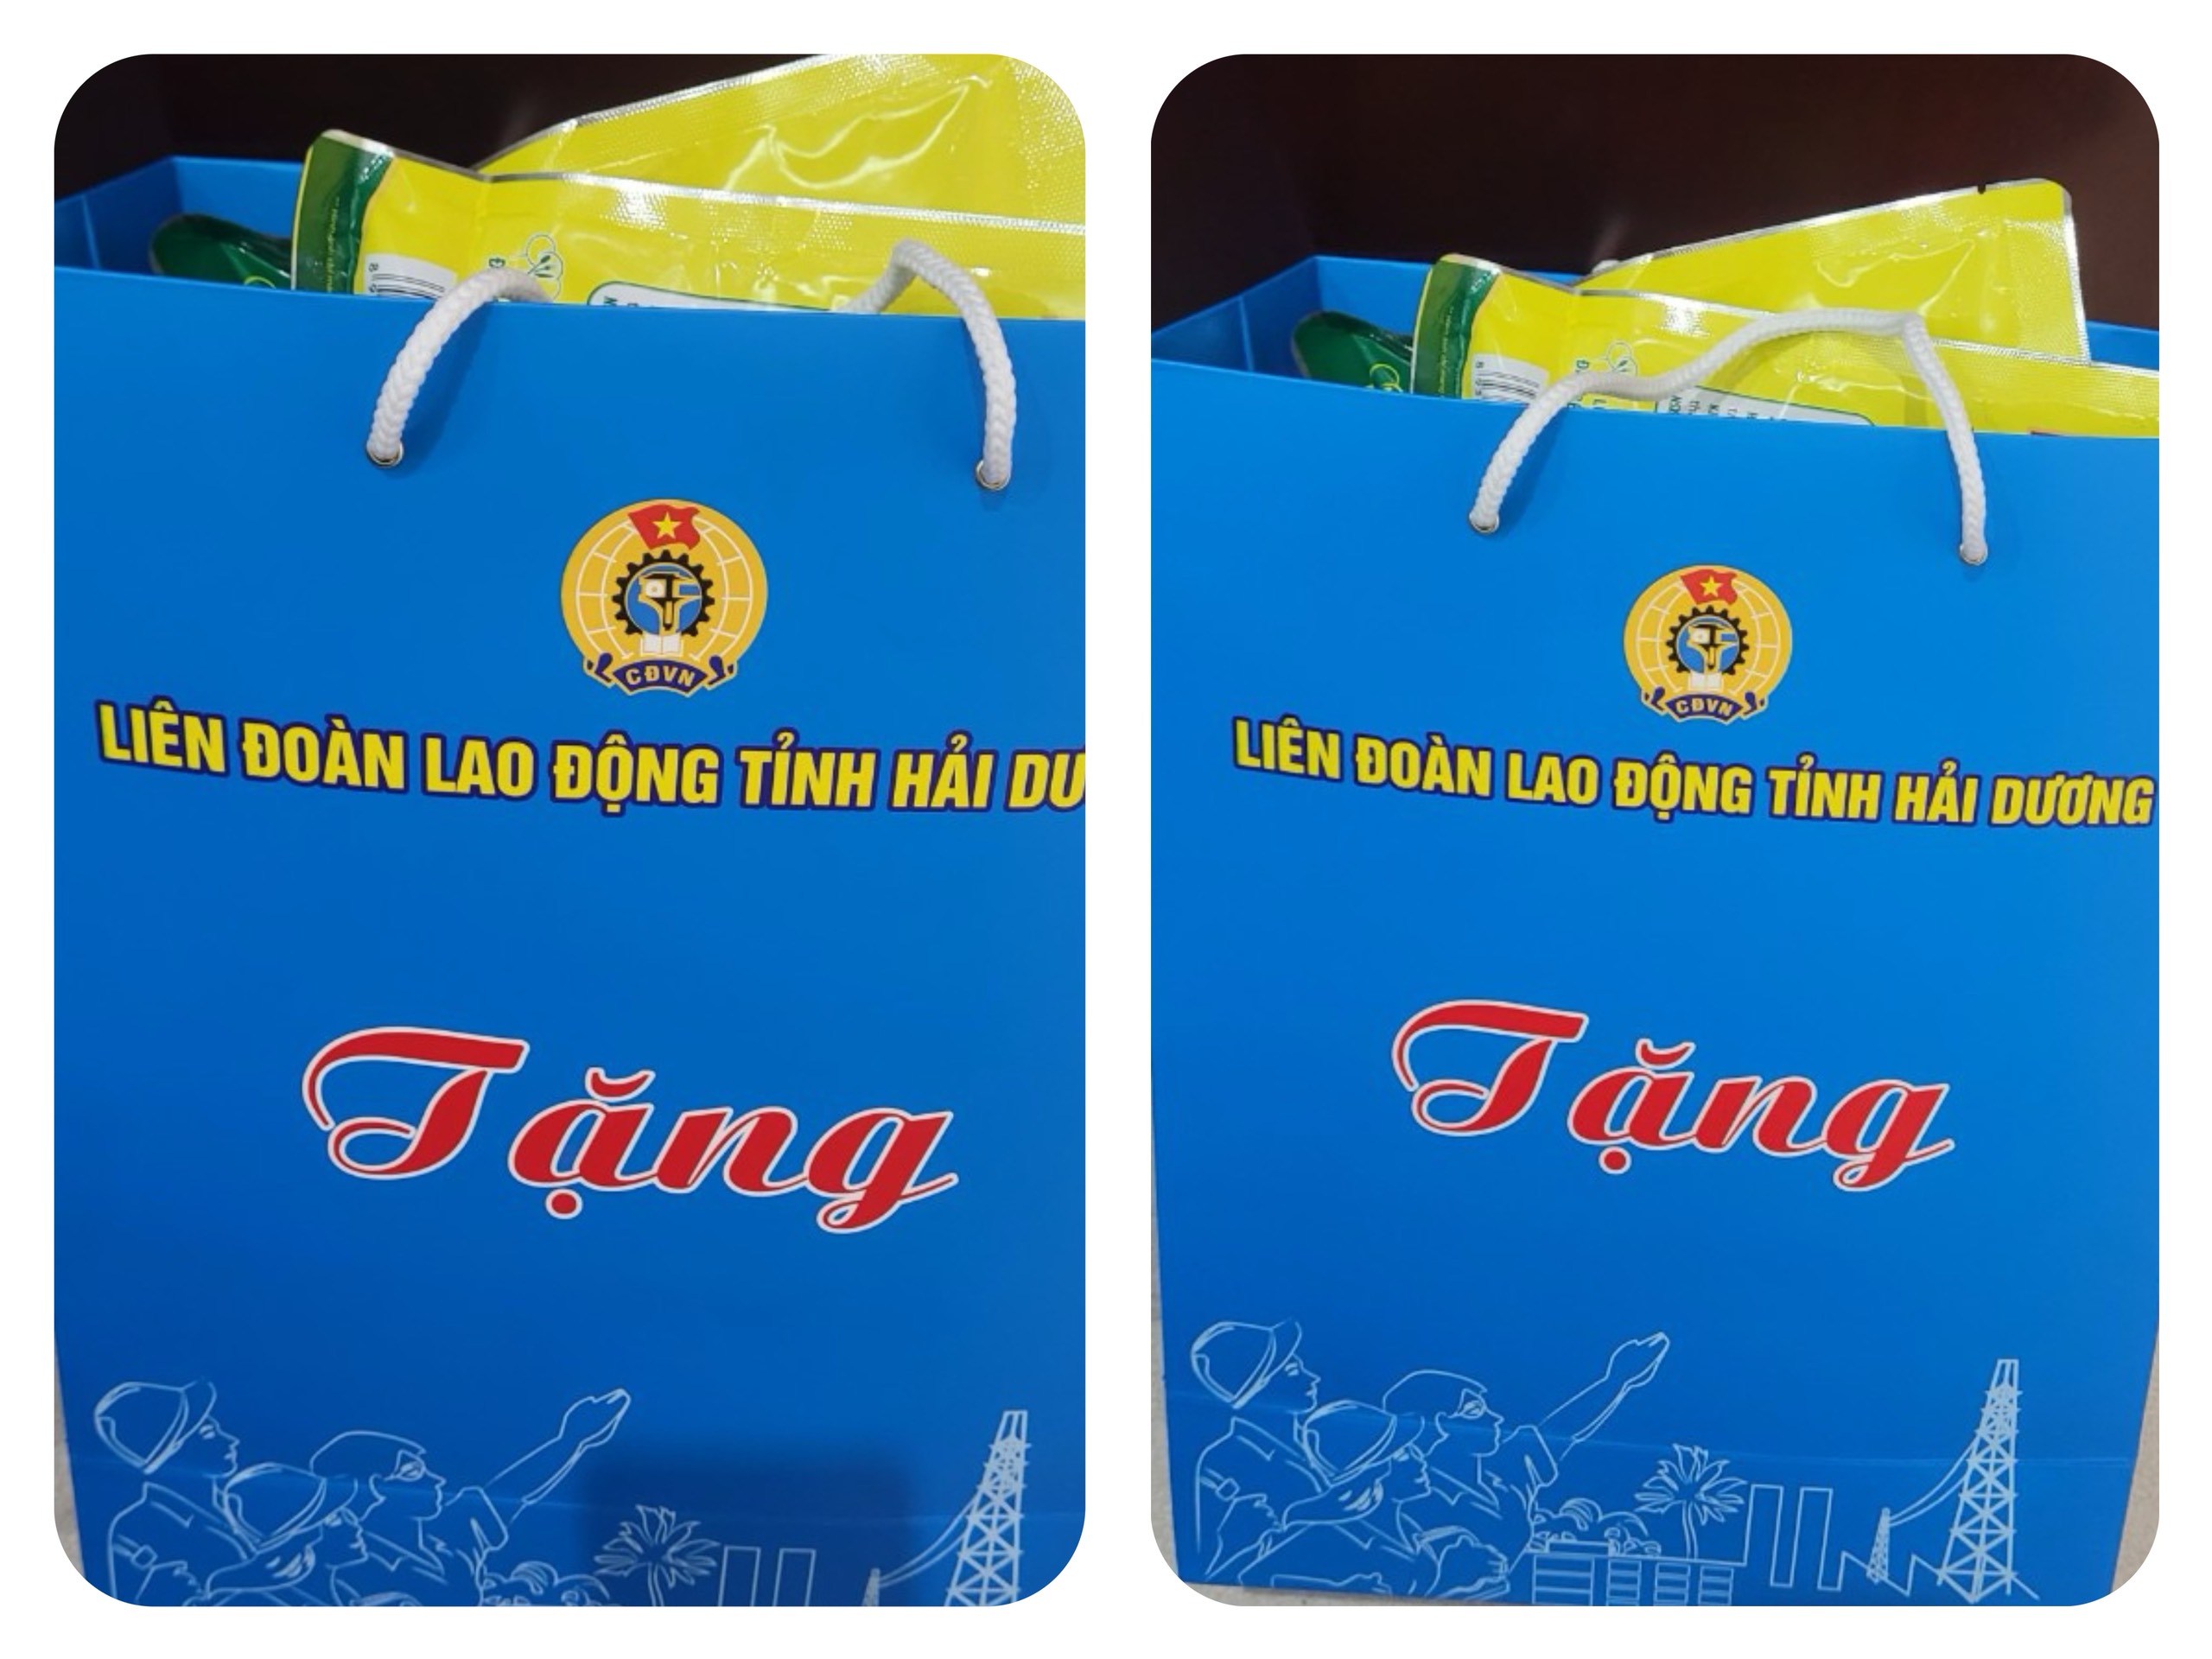 CĐVN
LIÊN ĐOÀN LAO ĐỘNG TỈNH HẢI DƯ
Tặng
CĐVN
LIÊN ĐOÀN LAO ĐỘNG TỈNH HẢI DƯƠNG
Tặng